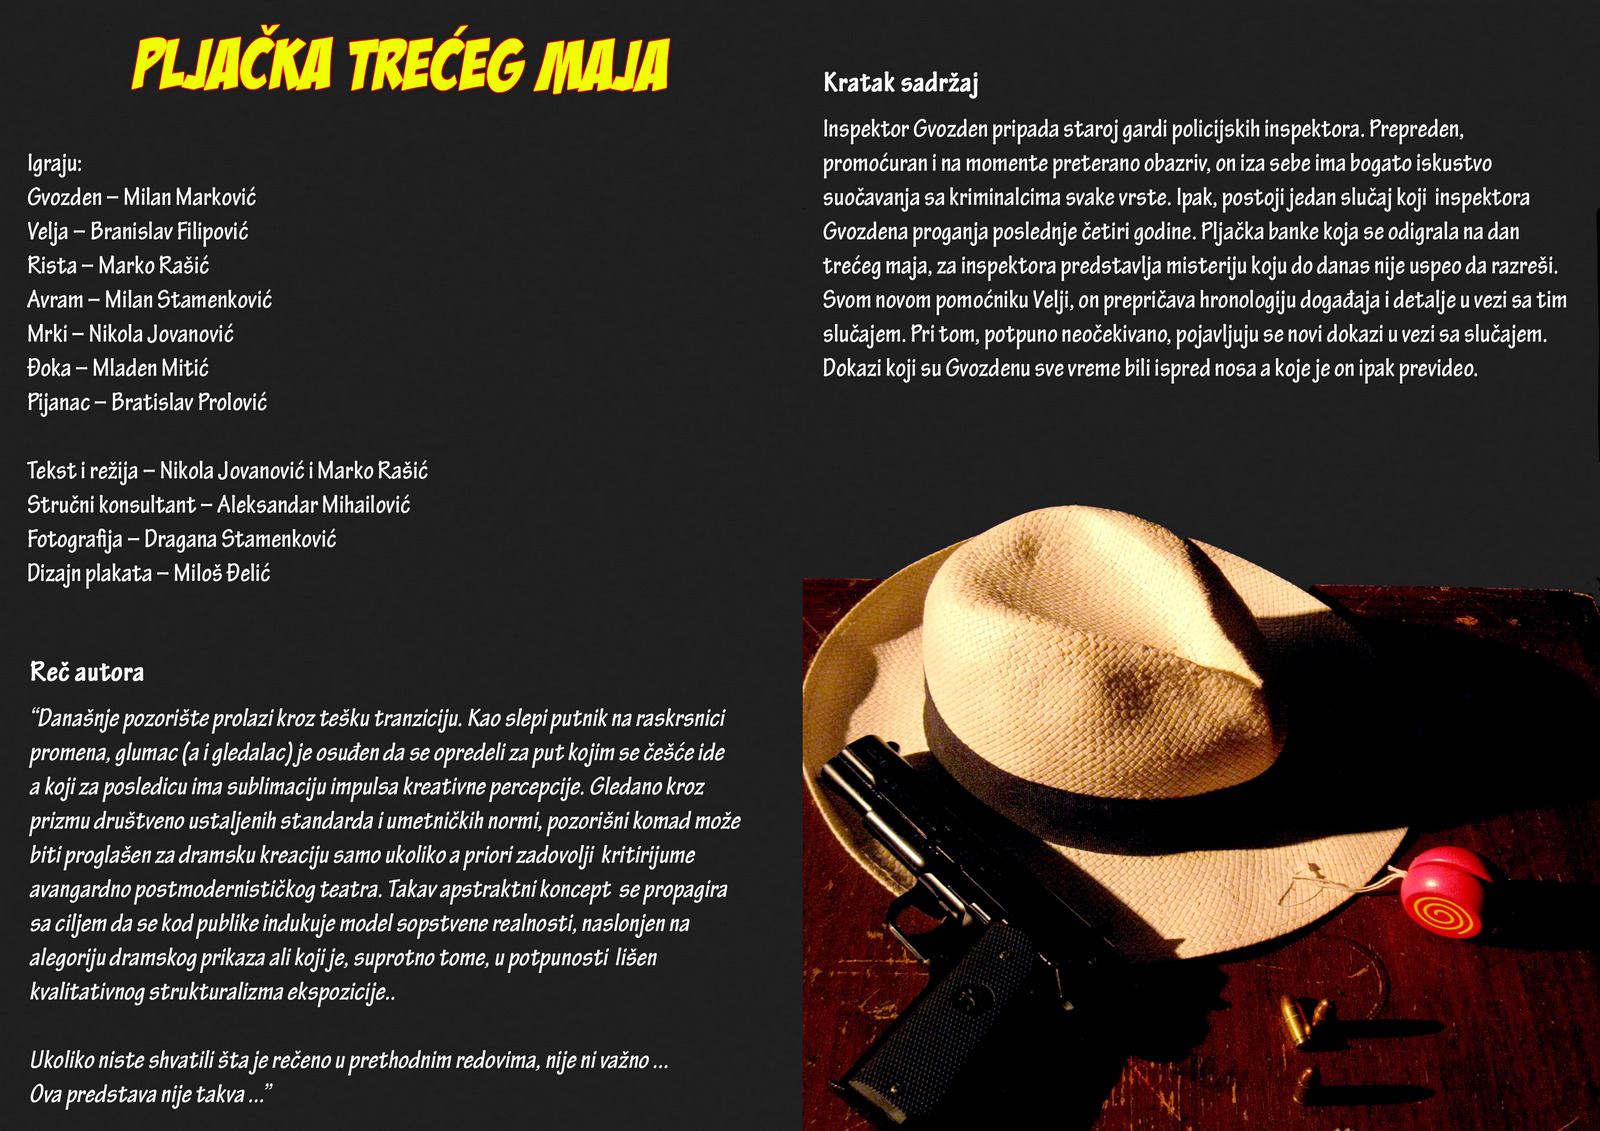 PLJAČKA TREĆEG MAJA
Igraju:
Gvozden – Milan Marković
Velja – Branislav Filipović
Rista – Marko Rašić
Avram – Milan Stamenković
Mrki – Nikola Jovanović
Đoka – Mladen Mitić
Pijanac – Bratislav Prolović
Tekst i režija – Nikola Jovanović i Marko Rašić
Stručni konsultant – Aleksandar Mihailović
Fotografija – Dragana Stamenković
Dizajn plakata – Miloš Đelić
Reč autora
“Današnje pozorište prolazi kroz tešku tranziciju. Kao slepi putnik na raskrsnici
promena, glumac (a i gledalac) je osuđen da se opredeli za put kojim se češće ide
a koji za posledicu ima sublimaciju impulsa kreativne percepcije. Gledano kroz
prizmu društveno ustaljenih standarda i umetničkih normi, pozorišni komad može
biti proglašen za dramsku kreaciju samo ukoliko a priori zadovolji kritirijume
avangardno postmodernističkog teatra. Takav apstraktni koncept se propagira
sa ciljem da se kod publike indukuje model sopstvene realnosti, naslonjen na
alegoriju dramskog prikaza ali koji je, suprotno tome, u potpunosti lišen
kvalitativnog strukturalizma ekspozicije..
Ukoliko niste shvatili šta je rečeno u prethodnim redovima, nije ni važno ...
Ova predstava nije takva ...”
Kratak sadržaj
Inspektor Gvozden pripada staroj gardi policijskih inspektora. Prepreden,
promoćuran i na momente preterano obazriv, on iza sebe ima bogato iskustvo
suočavanja sa kriminalcima svake vrste. Ipak, postoji jedan slučaj koji inspektora
Gvozdena proganja poslednje četiri godine. Pljačka banke koja se odigrala na dan
trećeg maja, za inspektora predstavlja misteriju koju do danas nije uspeo da razreši.
Svom novom pomoćniku Velji, on prepričava hronologiju događaja i detalje u vezi sa tim
slučajem. Pri tom, potpuno neočekivano, pojavljuju se novi dokazi u vezi sa slučajem.
Dokazi koji su Gvozdenu sve vreme bili ispred nosa a koje je on ipak prevideo.